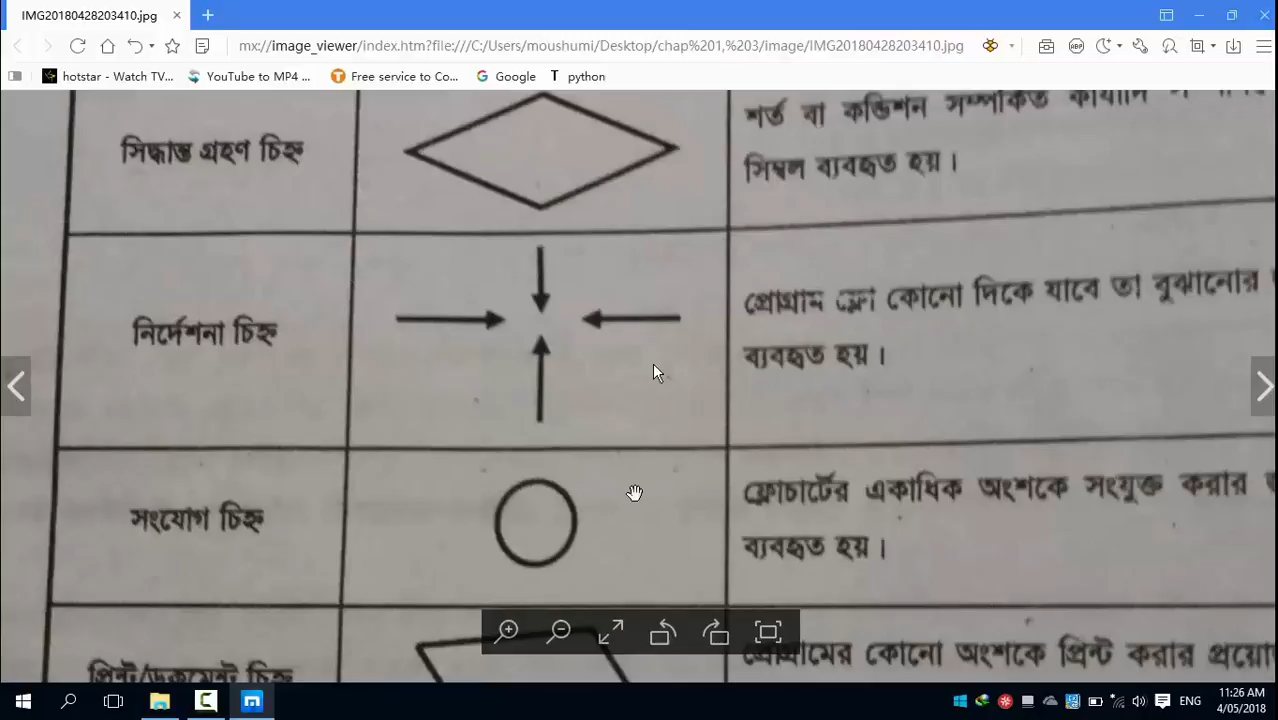 IMG20180428203410.jpg
mx://image_viewer/index.htm?file:///C:/Users/moushumi/Desktop/chap%201,%203/image/IMG20180428203410.jpg
hotstar - Watch TV... YouTube to MP4 ... Free service to Co... Google python
শর্ত বা কন্ডিশন সম্পর্কিত
সিদ্ধান্ত গ্রহণ চিহ্ন
সিম্বল ব্যবহৃত হয়।
প্রোগ্রাম ফ্লো কোনো দিকে যাবে তা বুঝানোর
নির্দেশনা চিহ্ন
ব্যবহৃত হয়।
ফ্লোচার্টের একাধিক অংশকে সংযুক্ত করার
সংযোগ চিহ্ন
ব্যবহৃত হয়।
প্রোগ্রামের কোনো অংশকে প্রিন্ট করার
প্রিন্ট/ডকুমেন্ট চিহ্ন
ENG
11:26 AM
4/05/2018